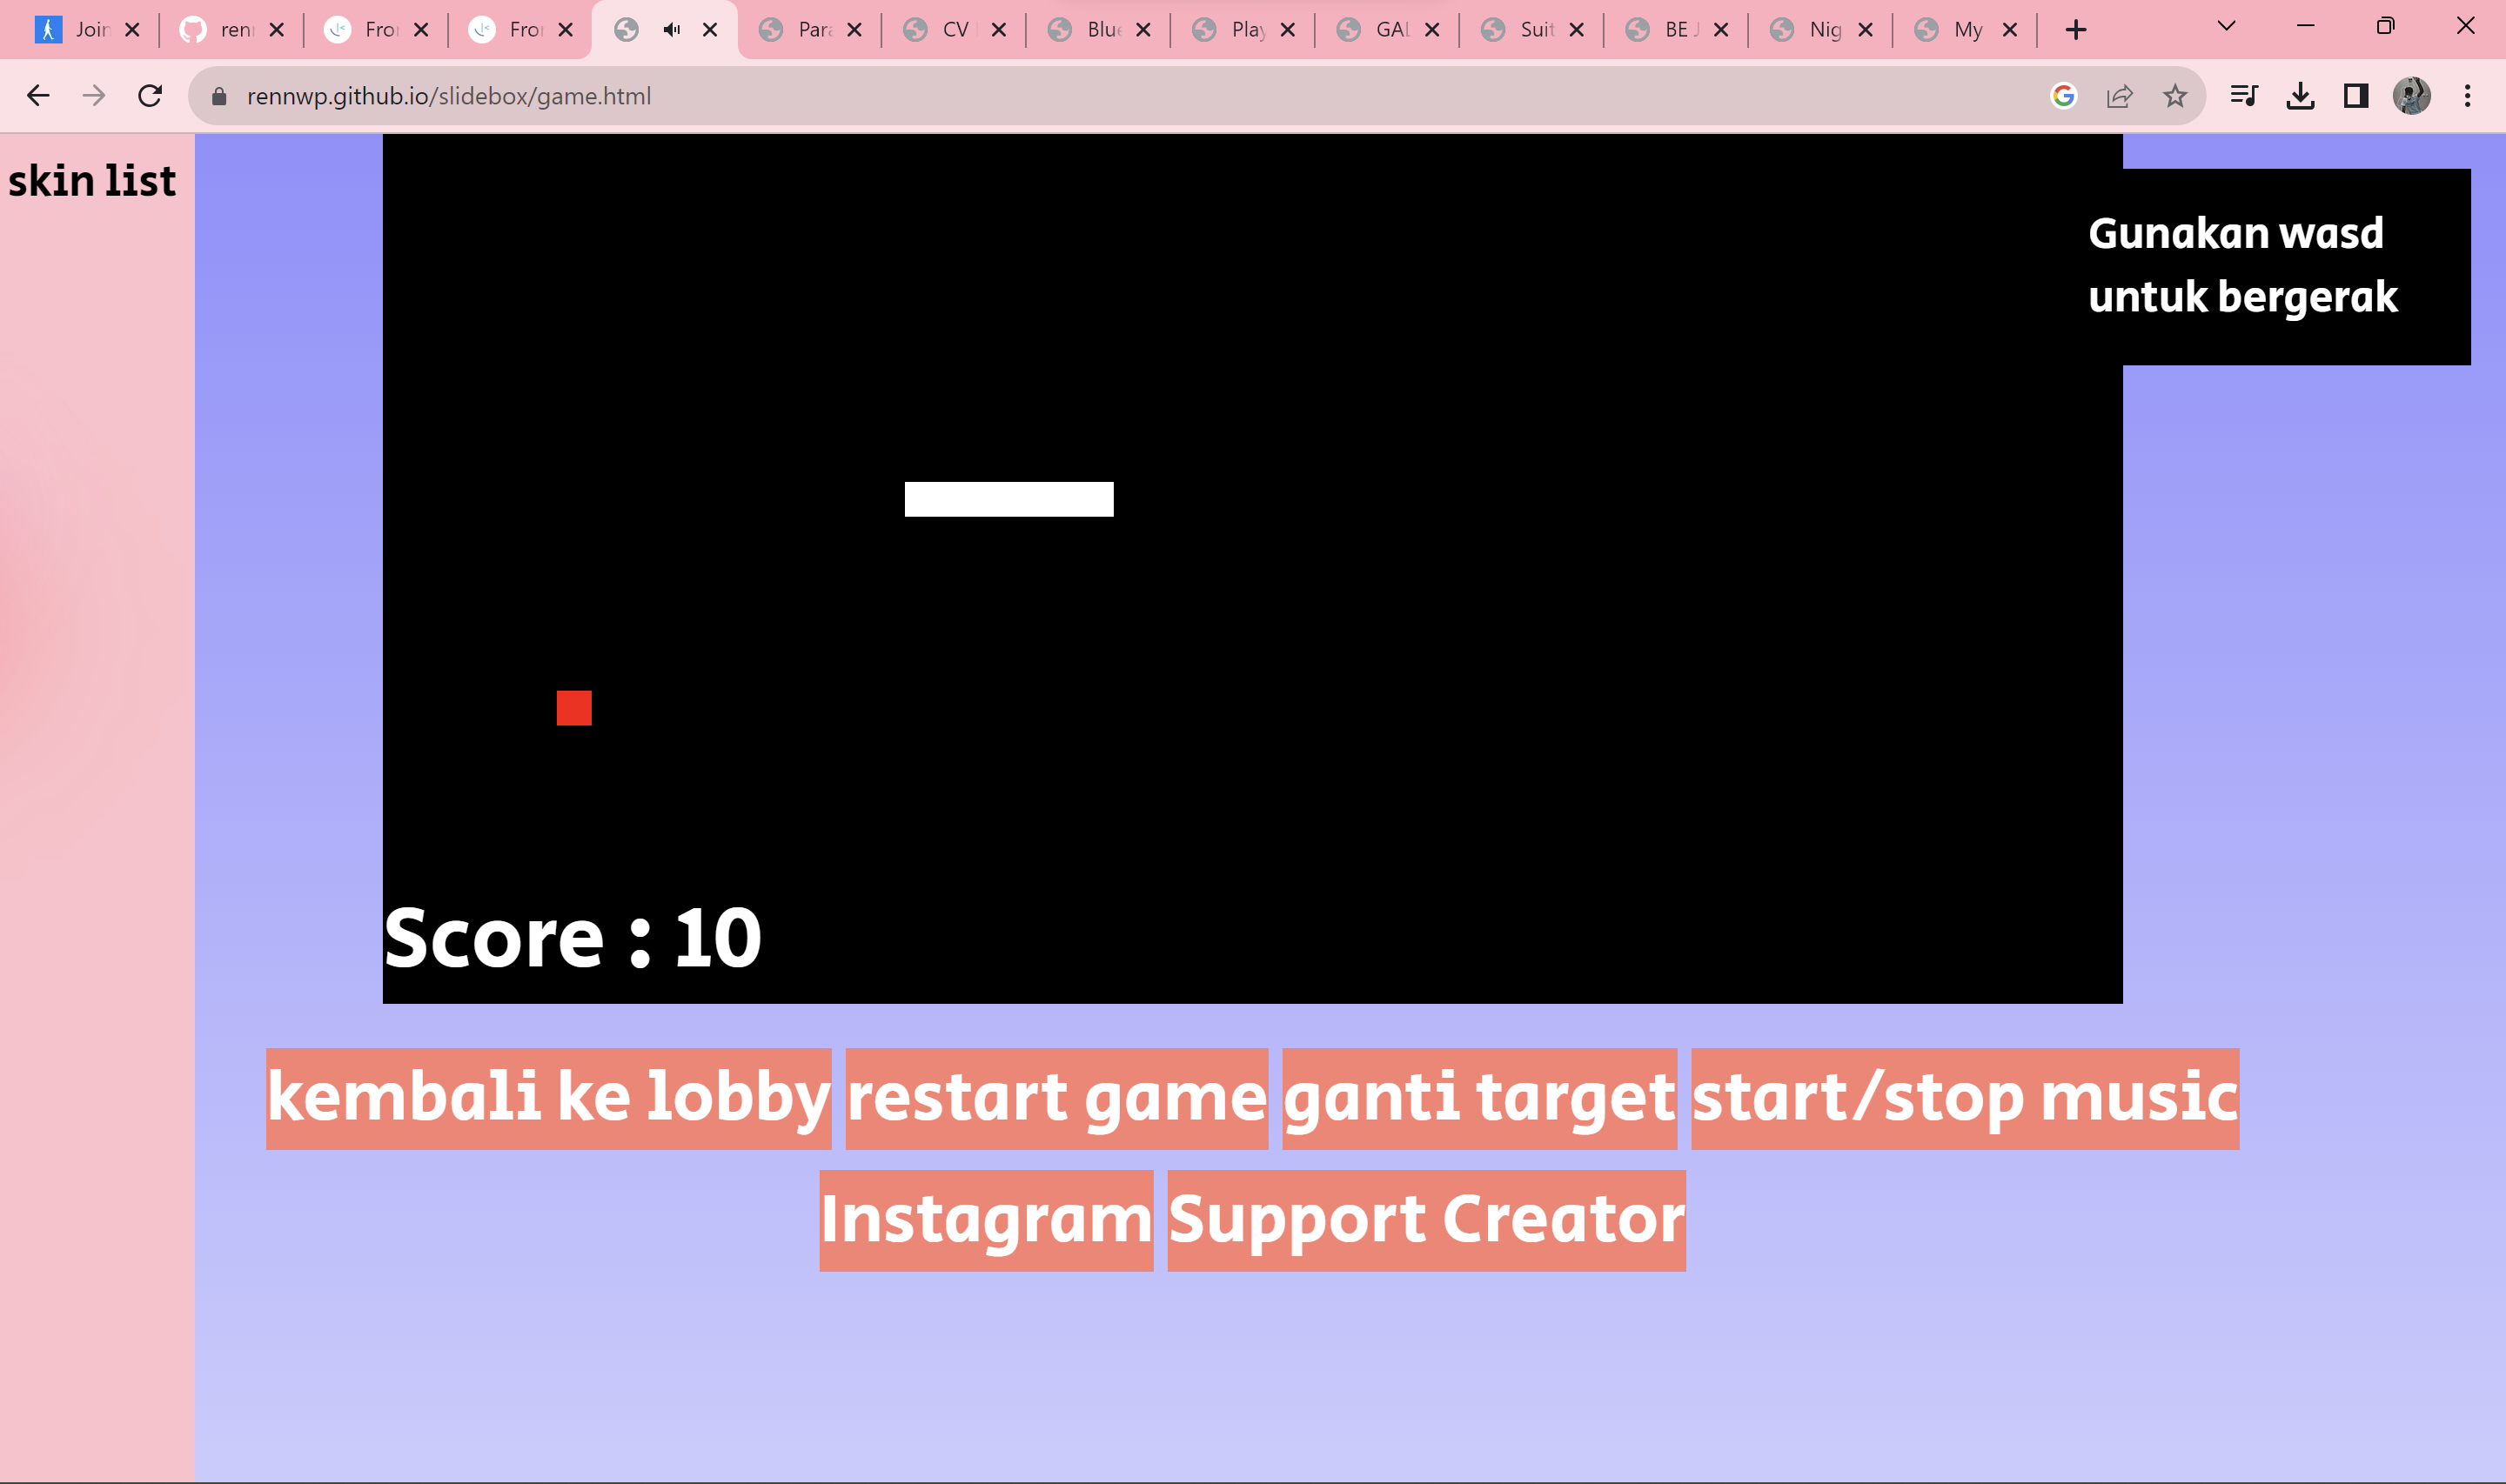 Join
ren
Fro
Fro
Par
CV
Blue
Play
GAL
Suit
BE J
Nig
My
rennwp.github.io/slidebox/game.html
skin list
Gunakan wasd
untuk bergerak
Score : 10
kembali ke lobby restart game ganti target start/stop music
Instagram Support Creator